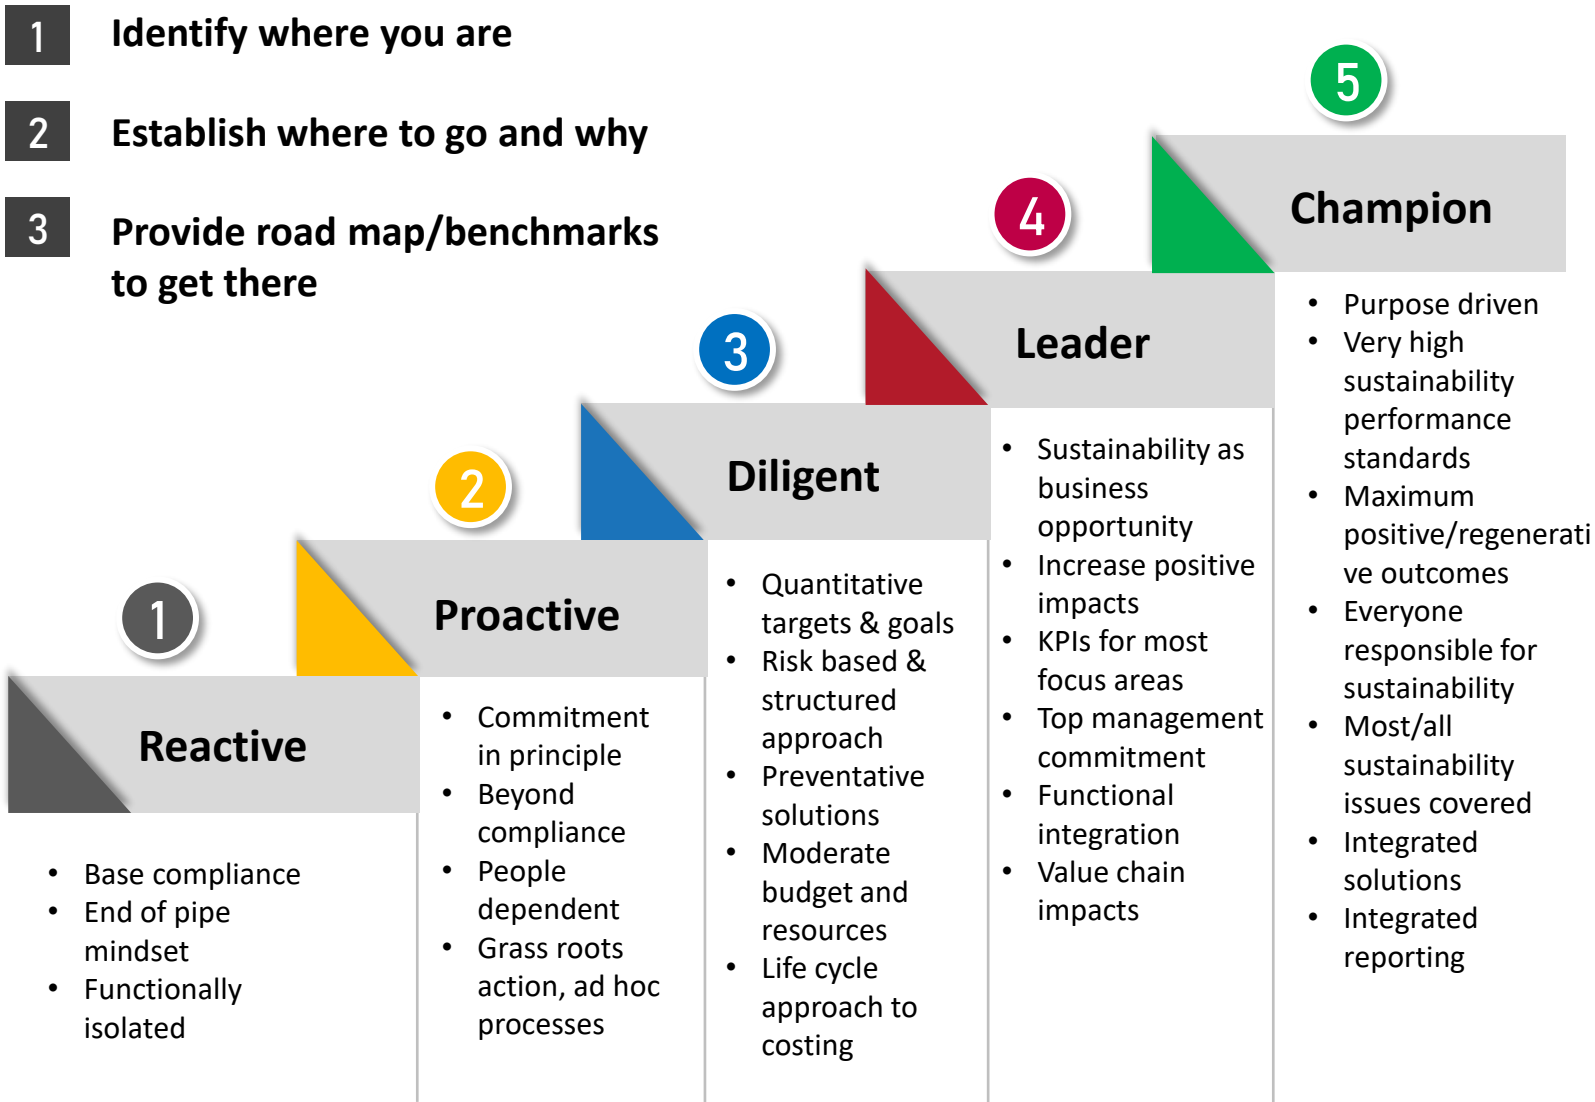 1
Identify where you are
2
Establish where to go and why
3
Provide road map/benchmarks
to get there
1
Reactive
• Base compliance
• End of pipe
mindset
• Functionally
isolated
2
Proactive
• Commitment
in principle
• Beyond
compliance
• People
dependent
• Grass roots
action, ad hoc
processes
3
Diligent
• Quantitative
targets & goals
• Risk based &
structured
approach
• Preventative
solutions
• Moderate
budget and
resources
• Life cycle
approach to
costing
4
Leader
• Sustainability as
business
opportunity
• Increase positive
impacts
• KPIs for most
focus areas
• Top management
commitment
• Functional
integration
• Value chain
impacts
5
Champion
• Purpose driven
• Very high
sustainability
performance
standards
• Maximum
positive/regenerati
ve outcomes
• Everyone
responsible for
sustainability
• Most/all
sustainability
issues covered
• Integrated
solutions
• Integrated
reporting